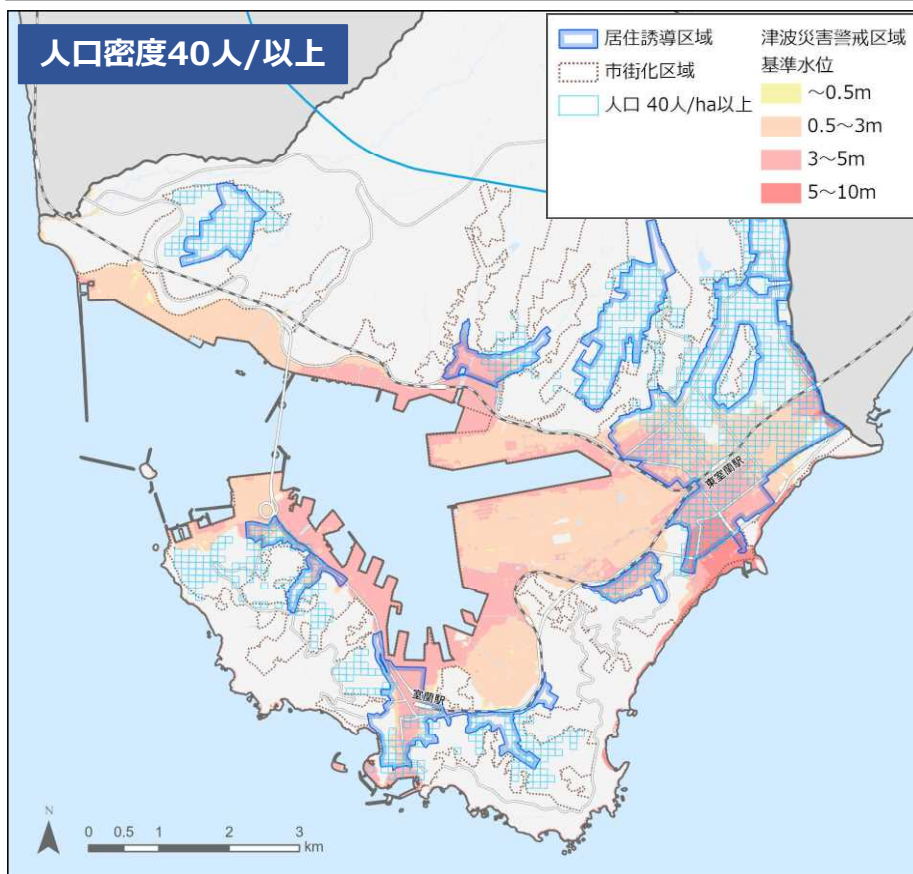 人口密度40人/以上
居住誘導区域
市街化区域
人口 40人/ha以上
津波災害警戒区域
基準水位
～0.5m
0.5～3m
3～5m
5～10m
東室蘭駅
室蘭駅
N
0 0.5 1 2 3
km